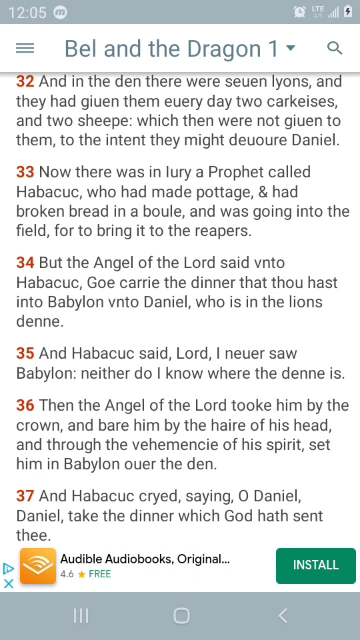 12:05 m LTE
Bel and the Dragon 1
32 And in the den there were seuen lyons, and
they had giuen them euery day two carkeises,
and two sheepe: which then were not giuen to
them, to the intent they might deuoure Daniel.
33 Now there was in Iury a Prophet called
Habacuc, who had made pottage, & had
broken bread in a boule, and was going into the
field, for to bring it to the reapers.
34 But the Angel of the Lord said vnto
Habacuc, Goe carrie the dinner that thou hast
into Babylon vnto Daniel, who is in the lions
denne.
35 And Habacuc said, Lord, I neuer saw
Babylon: neither do I know where the denne is.
36 Then the Angel of the Lord tooke him by the
crown, and bare him by the haire of his head,
and through the vehemencie of his spirit, set
him in Babylon ouer the den.
37 And Habacuc cryed, saying, O Daniel,
Daniel, take the dinner which God hath sent
thee.
Audible Audiobooks, Original...
4.6 ★ FREE
INSTALL